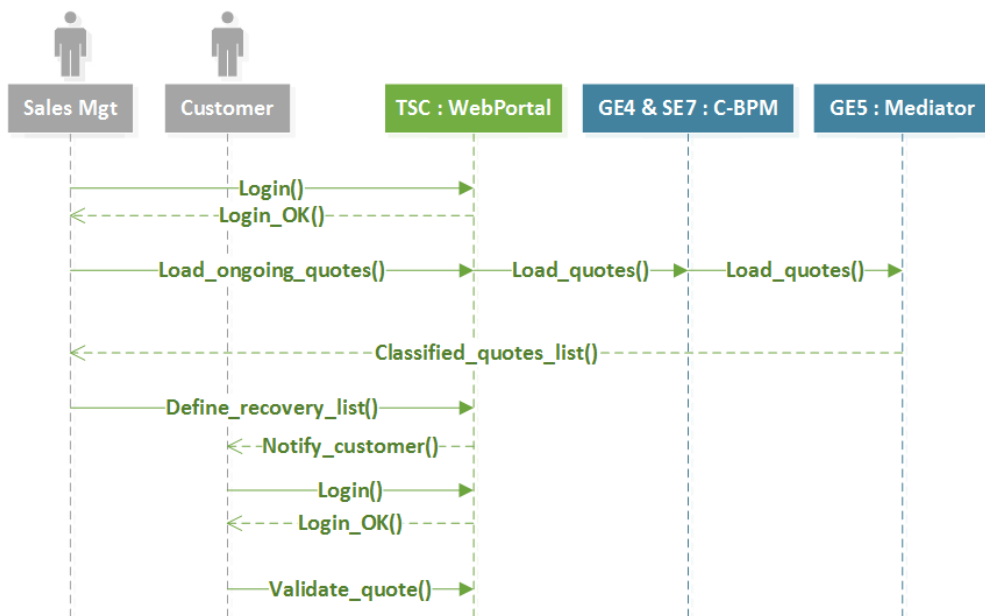 Sales Mgt
Customer
TSC : WebPortal
GE4 & SE7 : C-BPM
GE5 : Mediator
Login()
Login_OK()
Load_ongoing_quotes()
Load_quotes()
Load_quotes()
Classified_quotes_list()
Define_recovery_list()
Notify_customer()
Login()
Login_OK()
Validate_quote()